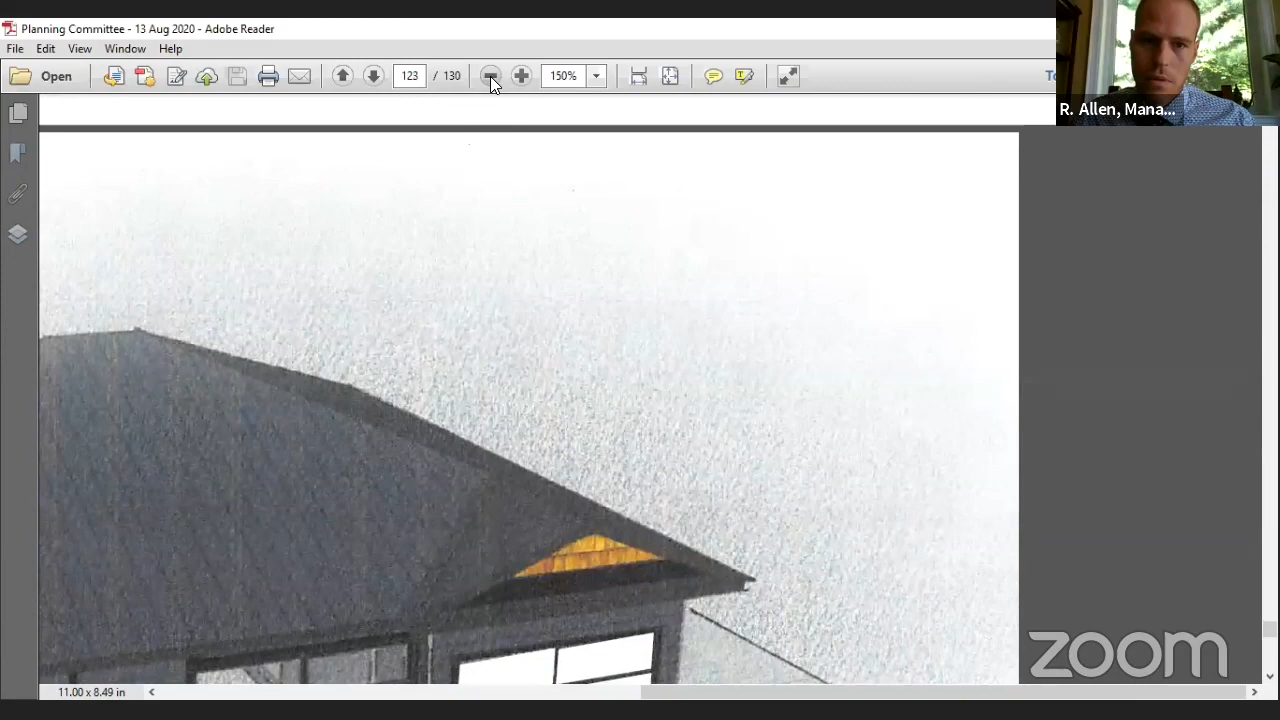 Planning Committee - 13 Aug 2020 - Adobe Reader
File Edit View Window Help
Open 123 / 130 150%
R. Allen, Mana...
11.00 x 8.49 in
zoom